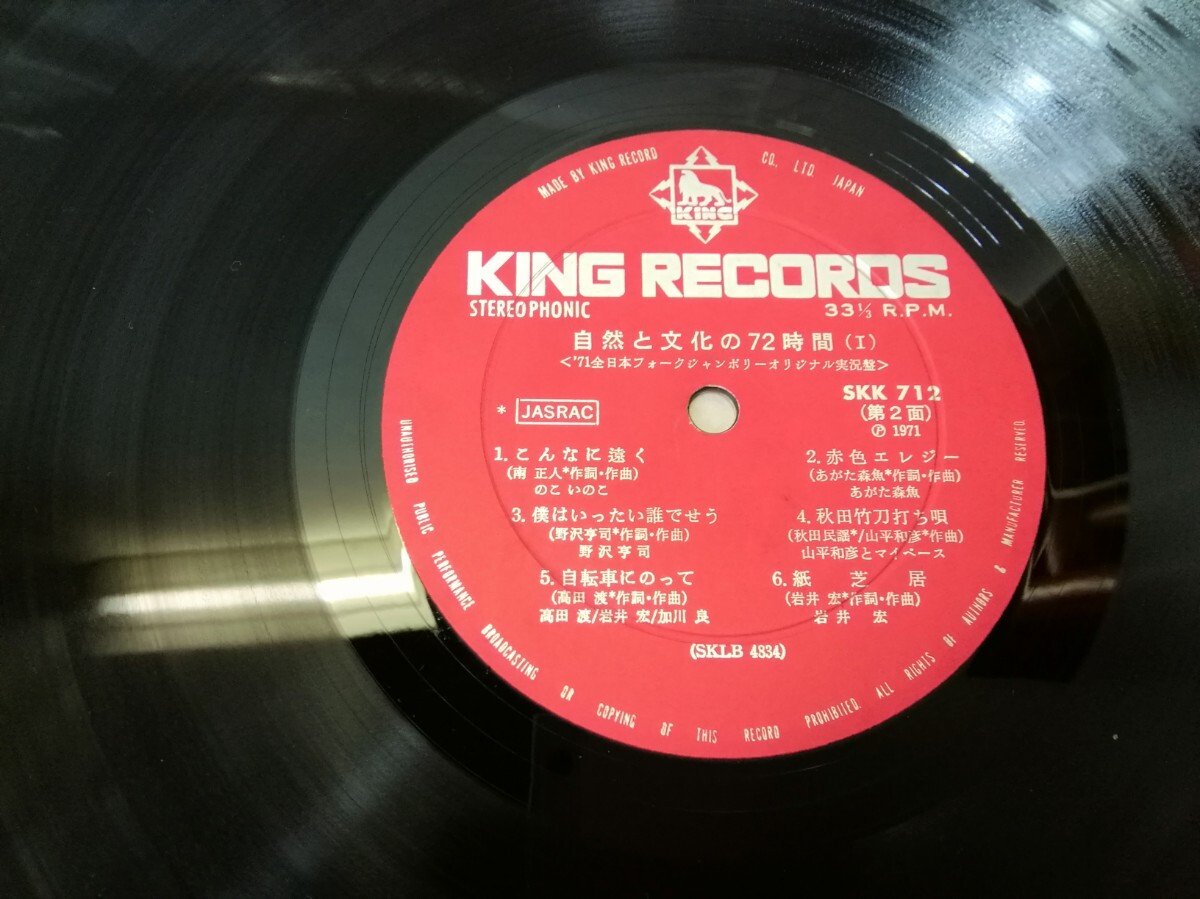 MADE BY KING RECORD CO. LTD JAPAN
KING
KING RECORDS
STEREOPHONIC 33⅓ R.P.M.
自然と文化の72時間(I)
<'71全日本フォークジャンボリーオリジナル実況盤>
SKK 712
* JASRAC (第2面)
Ⓟ 1971
1. こんなに遠く
(南 正人*作詞・作曲)
のこ いのこ
2. 赤色エレジー
(あがた森魚*作詞・作曲)
あがた森魚
3. 僕はいったい誰でせう
(野沢亨司*作詞・作曲)
野沢亨司
4. 秋田竹刀打ち唄
(秋田民謡*/山平和彦*作曲)
山平和彦とマイペース
5. 自転車にのって
(高田 渡*作詞・作曲)
高田 渡/岩井 宏/加川 良
6. 紙芝居
(岩井 宏*作詞・作曲)
岩井 宏
(SKLB 4834)
UNAUTHORISED PUBLIC PERFORMANCE BROADCASTING OR COPYING OF THIS RECORD PROHIBITED. ALL RIGHTS OF AUTHORS & MANUFACTURER RESERVED.